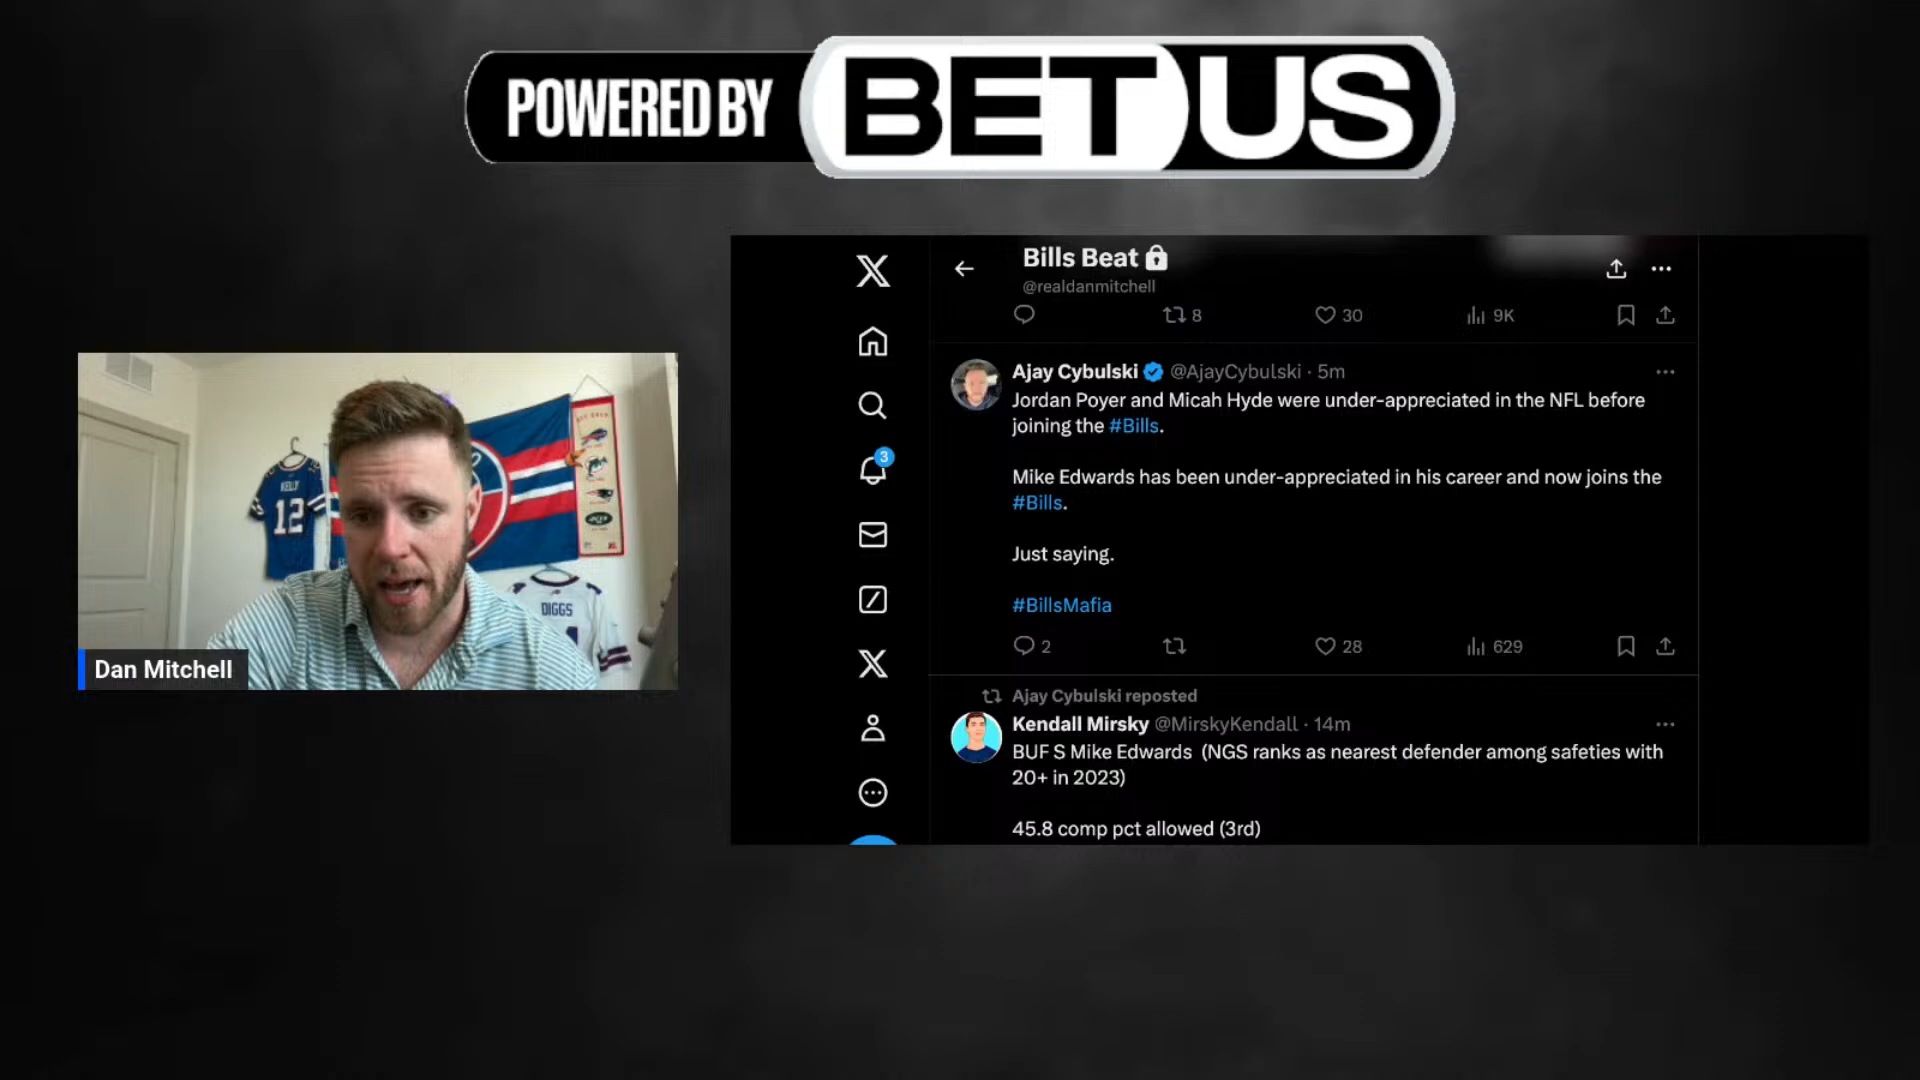 POWERED BY BETUS
Bills Beat
@realdanmitchell
8 30 9K
Ajay Cybulski @AjayCybulski · 5m
Jordan Poyer and Micah Hyde were under-appreciated in the NFL before
joining the #Bills.
Mike Edwards has been under-appreciated in his career and now joins the
#Bills.
Just saying.
#BillsMafia
2 28 629
Ajay Cybulski reposted
Kendall Mirsky @MirskyKendall · 14m
BUF S Mike Edwards (NGS ranks as nearest defender among safeties with
20+ in 2023)
45.8 comp pct allowed (3rd)
3
KELLY
12
DIGGS
Dan Mitchell